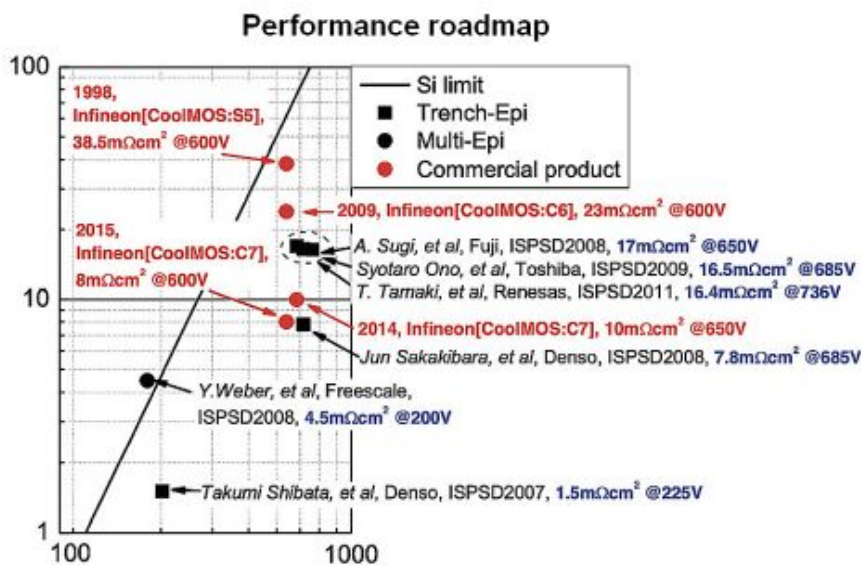 Performance roadmap
100
10
1
100
1000
Si limit
Trench-Epi
Multi-Epi
Commercial product
1998,
Infineon[CoolMOS:S5],
38.5mΩcm² @600V
2015,
Infineon[CoolMOS:C7],
8mΩcm² @600V
2009, Infineon[CoolMOS:C6], 23mΩcm² @600V
A. Sugi, et al, Fuji, ISPSD2008, 17mΩcm² @650V
Syotaro Ono, et al, Toshiba, ISPSD2009, 16.5mΩcm² @685V
T. Tamaki, et al, Renesas, ISPSD2011, 16.4mΩcm² @736V
2014, Infineon[CoolMOS:C7], 10mΩcm² @650V
Jun Sakakibara, et al, Denso, ISPSD2008, 7.8mΩcm² @685V
Y.Weber, et al, Freescale,
ISPSD2008, 4.5mΩcm² @200V
Takumi Shibata, et al, Denso, ISPSD2007, 1.5mΩcm² @225V